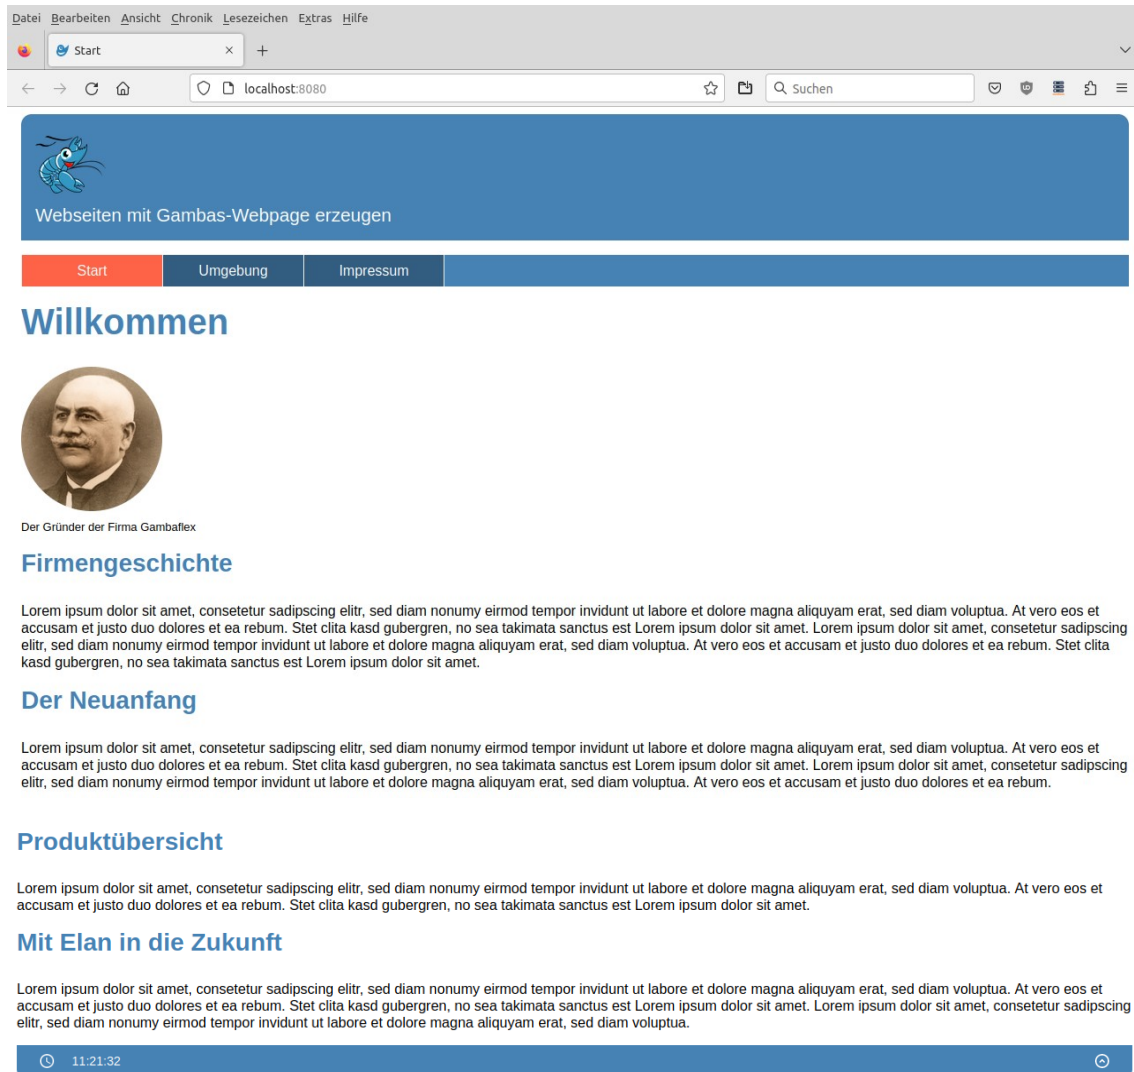 Datei Bearbeiten Ansicht Chronik Lesezeichen Extras Hilfe
Start
localhost:8080
Suchen
Webseiten mit Gambas-Webpage erzeugen
Start Umgebung Impressum
Willkommen
Der Gründer der Firma Gambaflex
Firmengeschichte
Lorem ipsum dolor sit amet, consetetur sadipscing elitr, sed diam nonumy eirmod tempor invidunt ut labore et dolore magna aliquyam erat, sed diam voluptua. At vero eos et
accusam et justo duo dolores et ea rebum. Stet clita kasd gubergren, no sea takimata sanctus est Lorem ipsum dolor sit amet. Lorem ipsum dolor sit amet, consetetur sadipscing
elitr, sed diam nonumy eirmod tempor invidunt ut labore et dolore magna aliquyam erat, sed diam voluptua. At vero eos et accusam et justo duo dolores et ea rebum. Stet clita
kasd gubergren, no sea takimata sanctus est Lorem ipsum dolor sit amet.
Der Neuanfang
Lorem ipsum dolor sit amet, consetetur sadipscing elitr, sed diam nonumy eirmod tempor invidunt ut labore et dolore magna aliquyam erat, sed diam voluptua. At vero eos et
accusam et justo duo dolores et ea rebum. Stet clita kasd gubergren, no sea takimata sanctus est Lorem ipsum dolor sit amet. Lorem ipsum dolor sit amet, consetetur sadipscing
elitr, sed diam nonumy eirmod tempor invidunt ut labore et dolore magna aliquyam erat, sed diam voluptua. At vero eos et accusam et justo duo dolores et ea rebum.
Produktübersicht
Lorem ipsum dolor sit amet, consetetur sadipscing elitr, sed diam nonumy eirmod tempor invidunt ut labore et dolore magna aliquyam erat, sed diam voluptua. At vero eos et
accusam et justo duo dolores et ea rebum. Stet clita kasd gubergren, no sea takimata sanctus est Lorem ipsum dolor sit amet.
Mit Elan in die Zukunft
Lorem ipsum dolor sit amet, consetetur sadipscing elitr, sed diam nonumy eirmod tempor invidunt ut labore et dolore magna aliquyam erat, sed diam voluptua. At vero eos et
accusam et justo duo dolores et ea rebum. Stet clita kasd gubergren, no sea takimata sanctus est Lorem ipsum dolor sit amet. Lorem ipsum dolor sit amet, consetetur sadipscing
elitr, sed diam nonumy eirmod tempor invidunt ut labore et dolore magna aliquyam erat, sed diam voluptua.
11:21:32